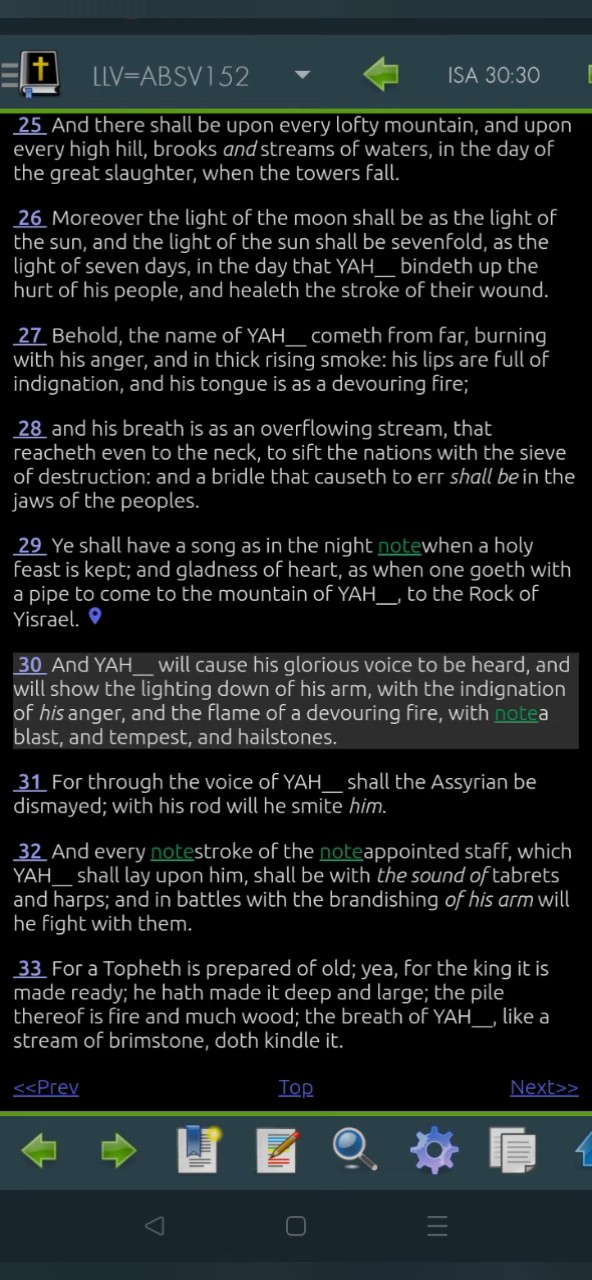 LLV=ABSV152 ISA 30:30
25 And there shall be upon every lofty mountain, and upon
every high hill, brooks and streams of waters, in the day of
the great slaughter, when the towers fall.
26 Moreover the light of the moon shall be as the light of
the sun, and the light of the sun shall be sevenfold, as the
light of seven days, in the day that YAH__ bindeth up the
hurt of his people, and healeth the stroke of their wound.
27 Behold, the name of YAH__ cometh from far, burning
with his anger, and in thick rising smoke: his lips are full of
indignation, and his tongue is as a devouring fire;
28 and his breath is as an overflowing stream, that
reacheth even to the neck, to sift the nations with the sieve
of destruction: and a bridle that causeth to err shall be in the
jaws of the peoples.
29 Ye shall have a song as in the night notewhen a holy
feast is kept; and gladness of heart, as when one goeth with
a pipe to come to the mountain of YAH__, to the Rock of
Yisrael.
30 And YAH__ will cause his glorious voice to be heard, and
will show the lighting down of his arm, with the indignation
of his anger, and the flame of a devouring fire, with notea
blast, and tempest, and hailstones.
31 For through the voice of YAH__ shall the Assyrian be
dismayed; with his rod will he smite him.
32 And every notestroke of the noteappointed staff, which
YAH__ shall lay upon him, shall be with the sound of tabrets
and harps; and in battles with the brandishing of his arm will
he fight with them.
33 For a Topheth is prepared of old; yea, for the king it is
made ready; he hath made it deep and large; the pile
thereof is fire and much wood; the breath of YAH__, like a
stream of brimstone, doth kindle it.
<<Prev Top Next>>